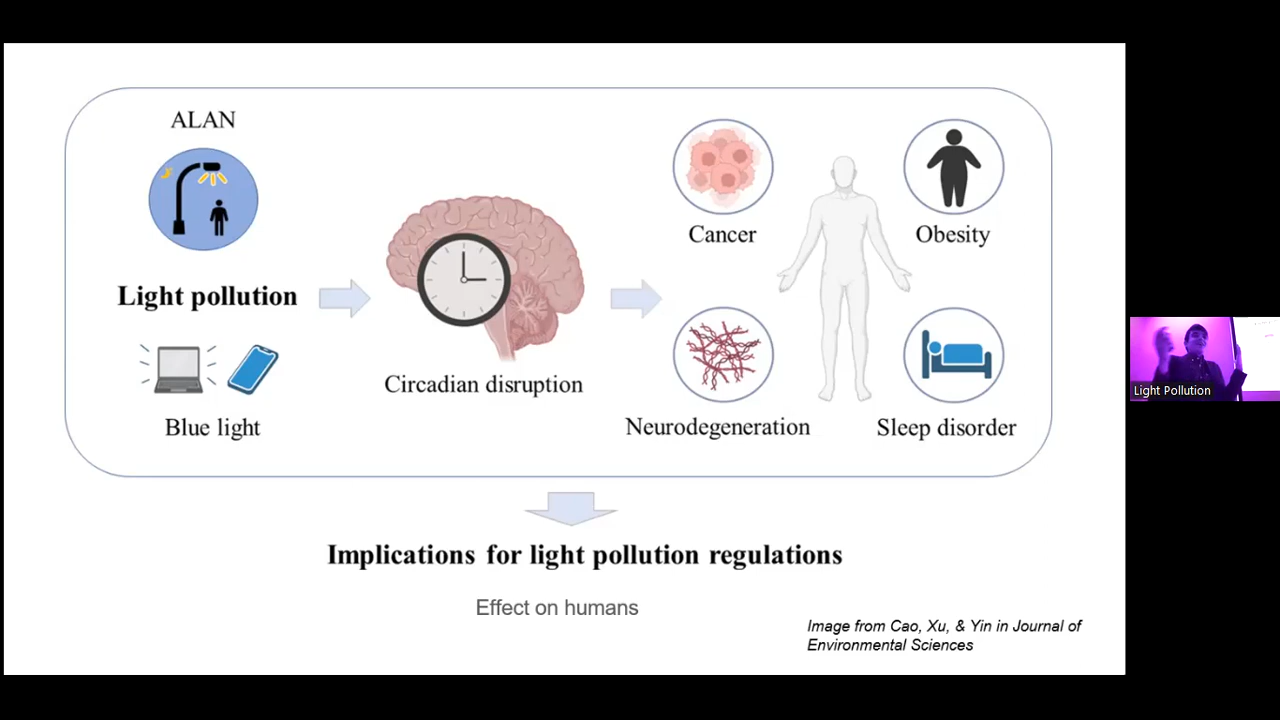 ALAN
Light pollution
Blue light
Circadian disruption
Cancer
Obesity
Neurodegeneration
Sleep disorder
Implications for light pollution regulations
Effect on humans
Image from Cao, Xu, & Yin in Journal of
Environmental Sciences
Light Pollution